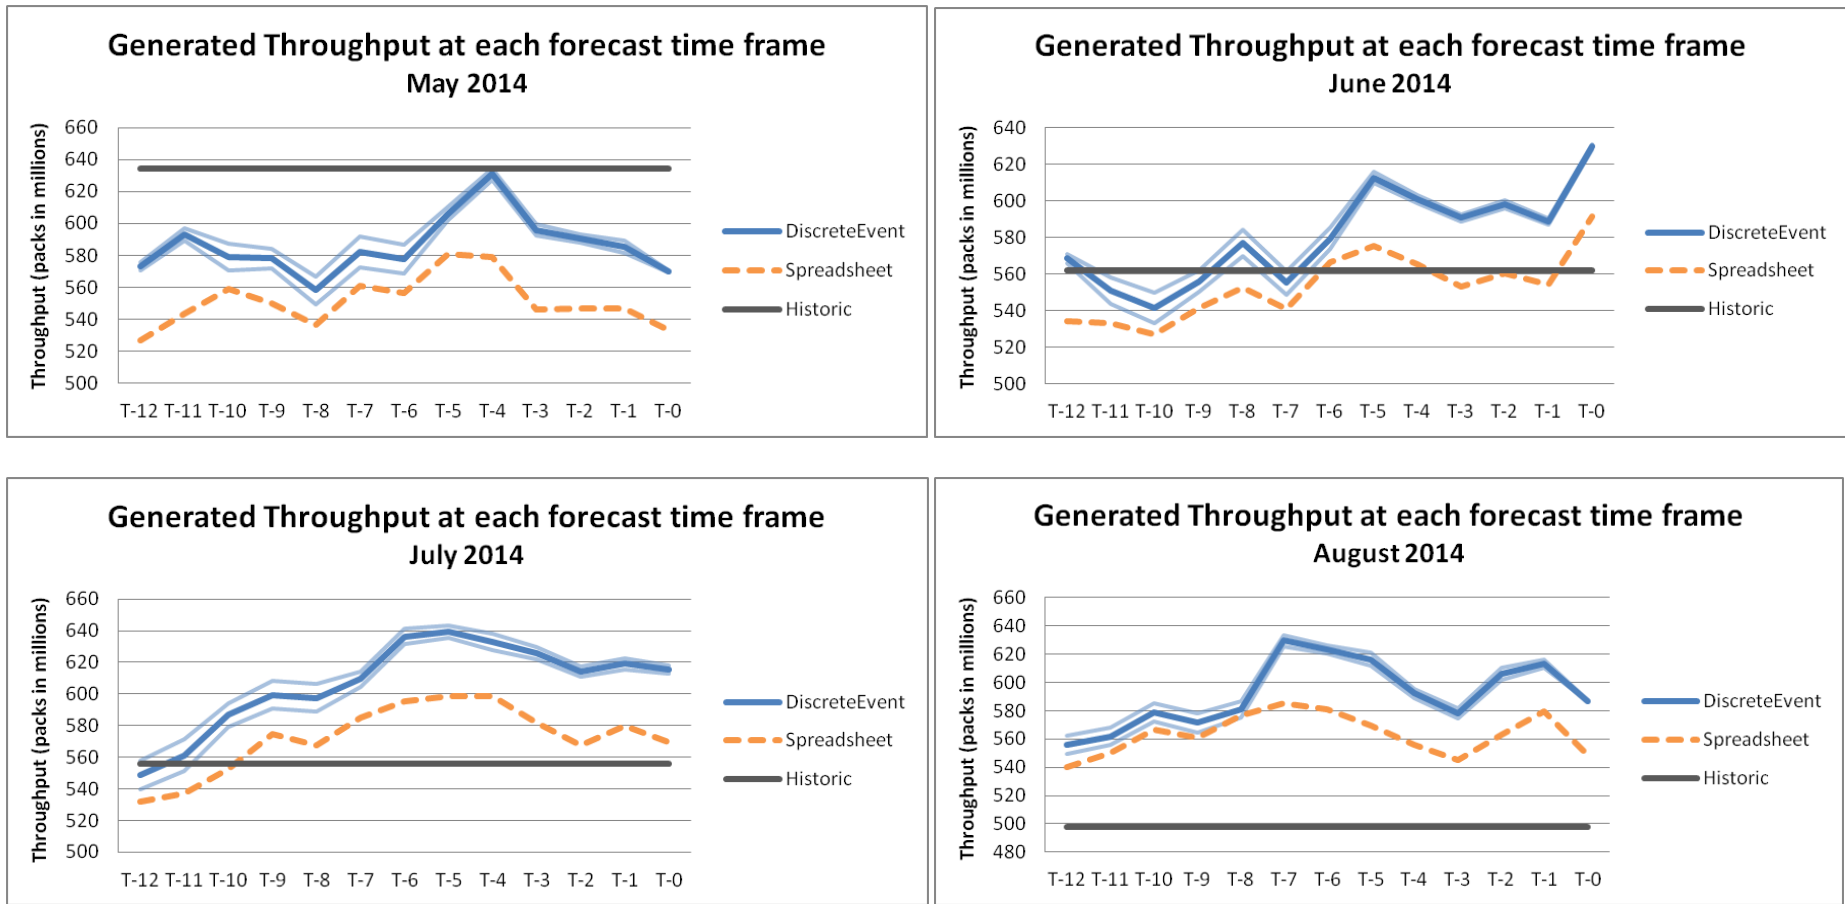 Generated Throughput at each forecast time frame
May 2014
Throughput (packs in millions)
660
640
620
600
580
560
540
520
500
T-12 T-11 T-10 T-9 T-8 T-7 T-6 T-5 T-4 T-3 T-2 T-1 T-0
DiscreteEvent
Spreadsheet
Historic
Generated Throughput at each forecast time frame
June 2014
Throughput (packs in millions)
640
620
600
580
560
540
520
500
T-12 T-11 T-10 T-9 T-8 T-7 T-6 T-5 T-4 T-3 T-2 T-1 T-0
DiscreteEvent
Spreadsheet
Historic
Generated Throughput at each forecast time frame
July 2014
Throughput (packs in millions)
660
640
620
600
580
560
540
520
500
T-12 T-11 T-10 T-9 T-8 T-7 T-6 T-5 T-4 T-3 T-2 T-1 T-0
DiscreteEvent
Spreadsheet
Historic
Generated Throughput at each forecast time frame
August 2014
Throughput (packs in millions)
660
640
620
600
580
560
540
520
500
480
T-12 T-11 T-10 T-9 T-8 T-7 T-6 T-5 T-4 T-3 T-2 T-1 T-0
DiscreteEvent
Spreadsheet
Historic